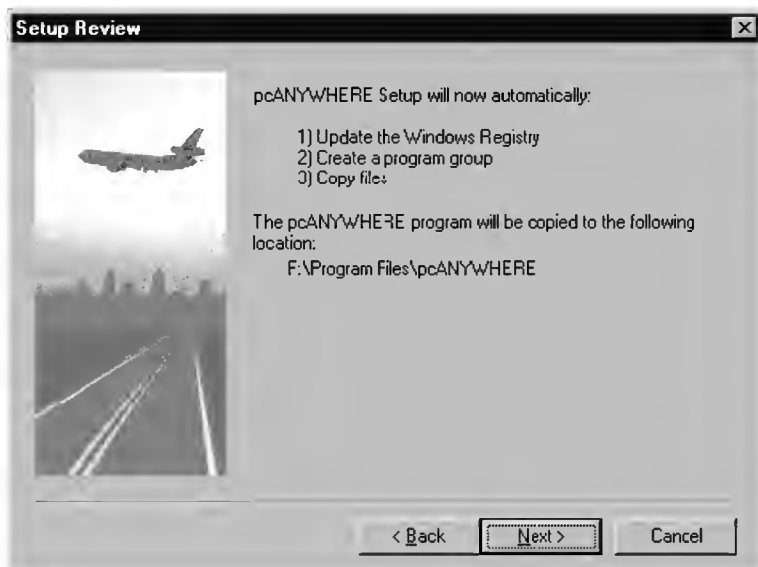 Setup Review
pcANYWHERE Setup will now automatically:
1) Update the Windows Registry
2) Create a program group
3) Copy files
The pcANYWHERE program will be copied to the following
location:
F:\Program Files\pcANYWHERE
< Back
Next >
Cancel